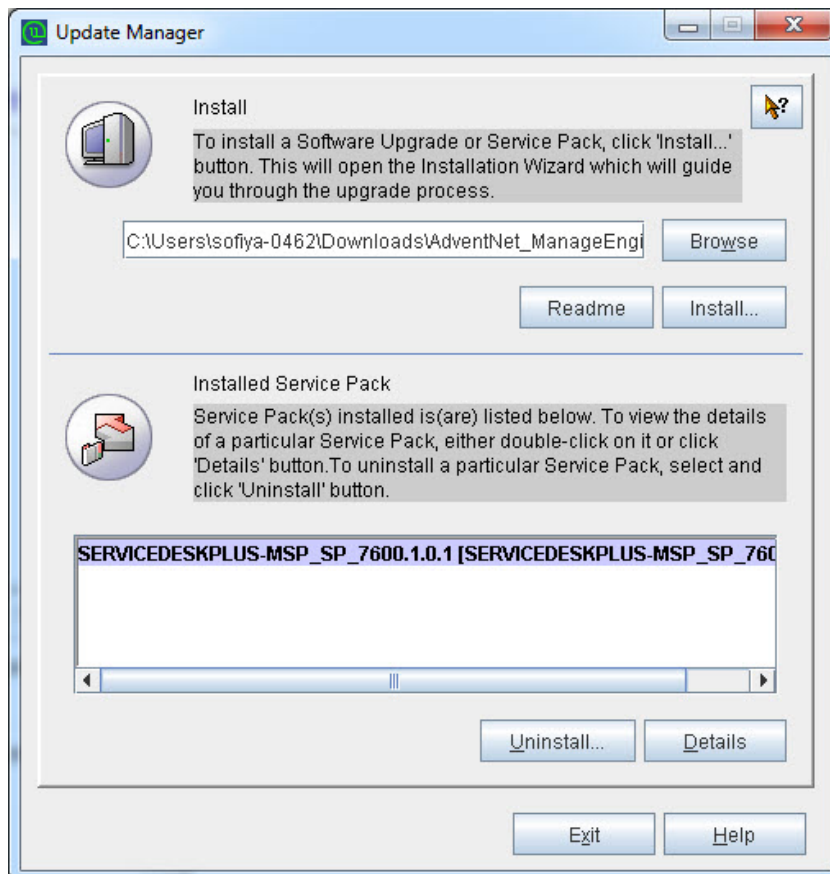 Update Manager
Install
To install a Software Upgrade or Service Pack, click 'Install...'
button. This will open the Installation Wizard which will guide
you through the upgrade process.
C:\Users\sofiya-0462\Downloads\AdventNet_ManageEngi
Browse
Readme
Install...
Installed Service Pack
Service Pack(s) installed is(are) listed below. To view the details
of a particular Service Pack, either double-click on it or click
'Details' button.To uninstall a particular Service Pack, select and
click 'Uninstall' button.
SERVICEDESKPLUS-MSP_SP_7600.1.0.1 [SERVICEDESKPLUS-MSP_SP_760
Uninstall...
Details
Exit
Help